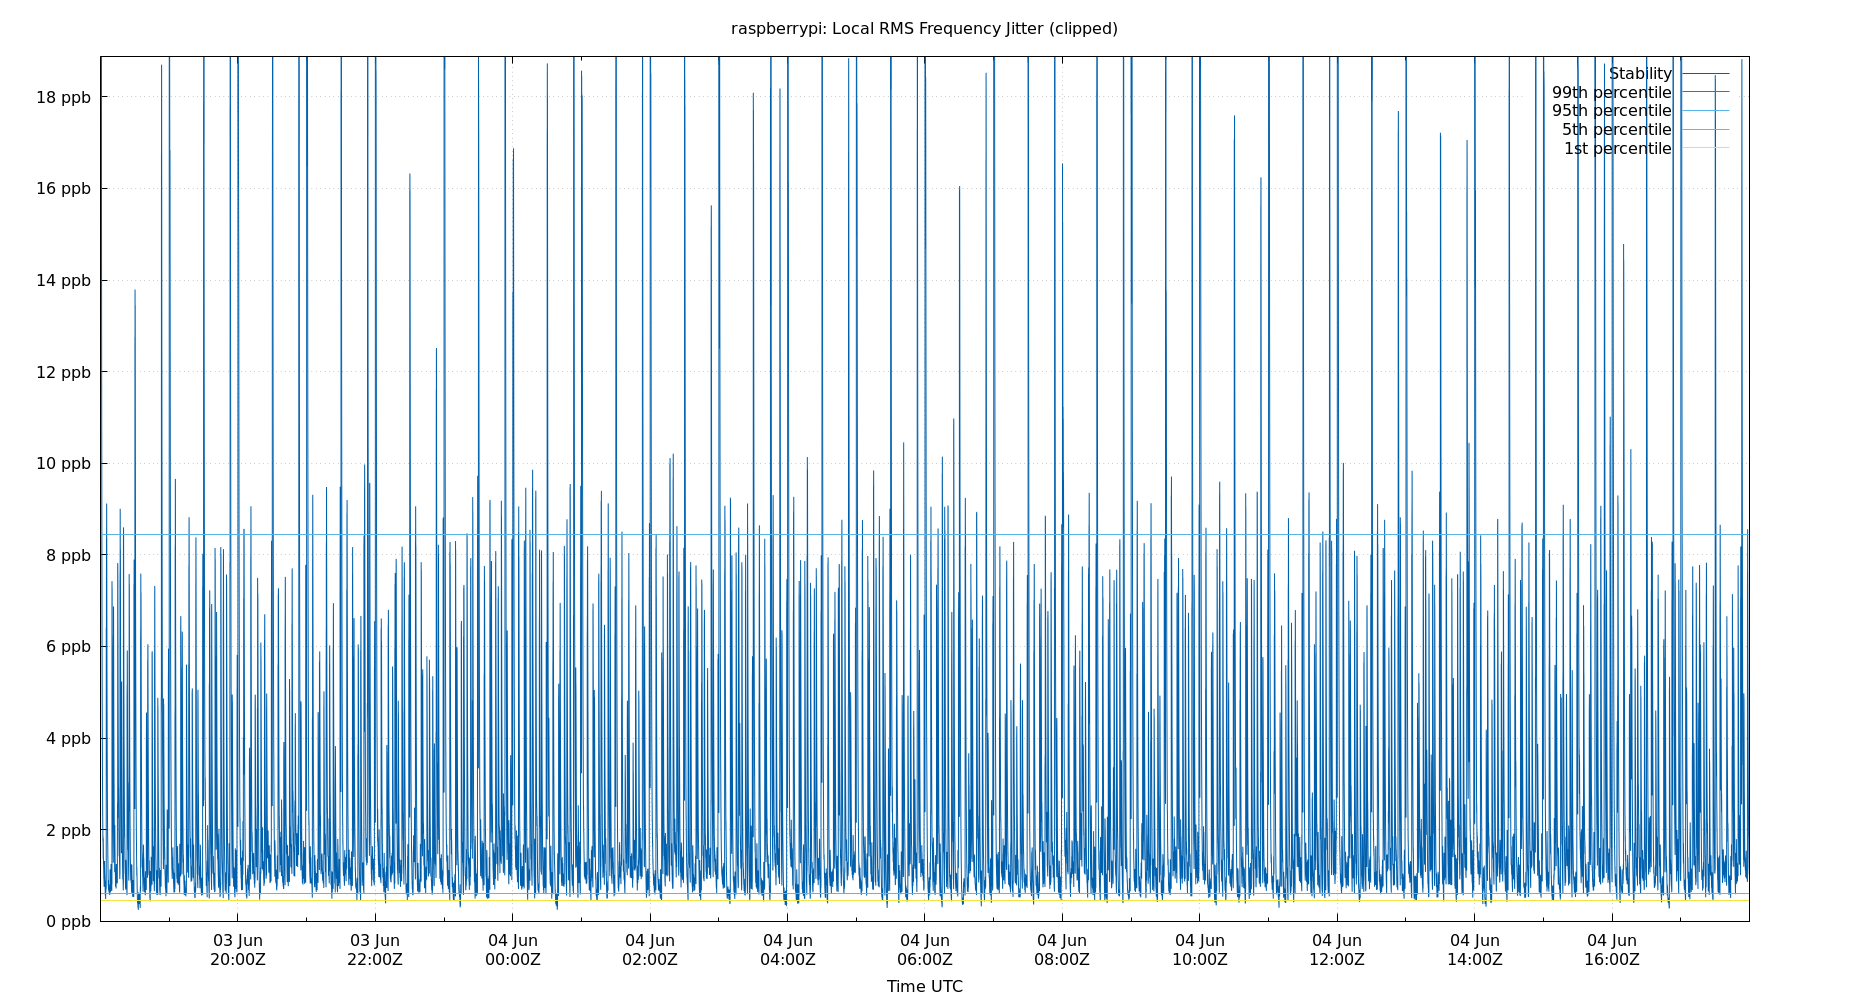 raspberrypi: Local RMS Frequency Jitter (clipped)
Stability
99th percentile
95th percentile
5th percentile
1st percentile
18 ppb
16 ppb
14 ppb
12 ppb
10 ppb
8 ppb
6 ppb
4 ppb
2 ppb
0 ppb
03 Jun 03 Jun 04 Jun 04 Jun 04 Jun 04 Jun 04 Jun 04 Jun 04 Jun 04 Jun 04 Jun
20:00Z 22:00Z 00:00Z 02:00Z 04:00Z 06:00Z 08:00Z 10:00Z 12:00Z 14:00Z 16:00Z
Time UTC